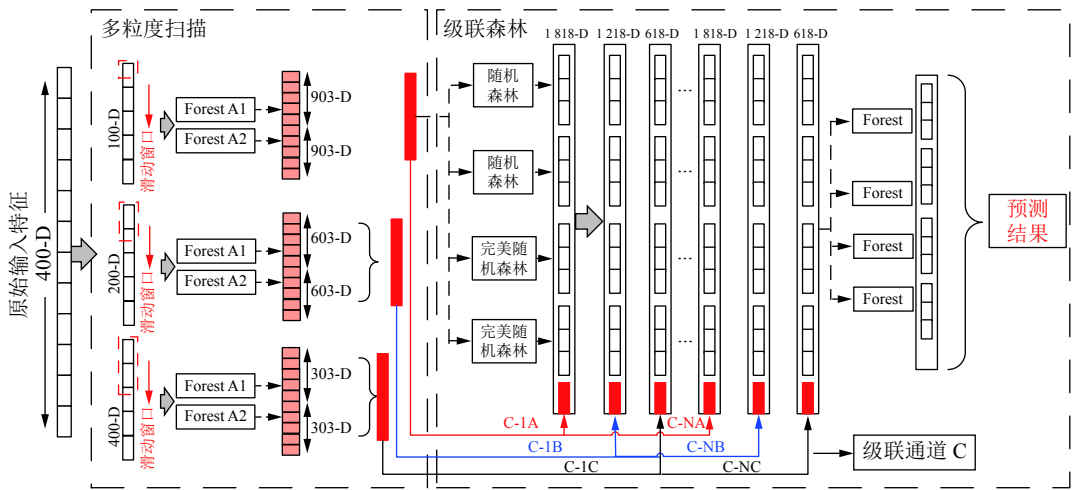 多粒度扫描
级联森林
原始输入特征
400-D
100-D
滑动窗口
Forest A1
Forest A2
903-D
903-D
200-D
滑动窗口
Forest A1
Forest A2
603-D
603-D
400-D
滑动窗口
Forest A1
Forest A2
303-D
303-D
1 818-D
1 218-D
618-D
1 818-D
1 218-D
618-D
随机
森林
随机
森林
完美随
机森林
完美随
机森林
...
...
...
...
Forest
Forest
Forest
Forest
预测
结果
C-1A
C-NA
C-1B
C-NB
C-1C
C-NC
级联通道 C